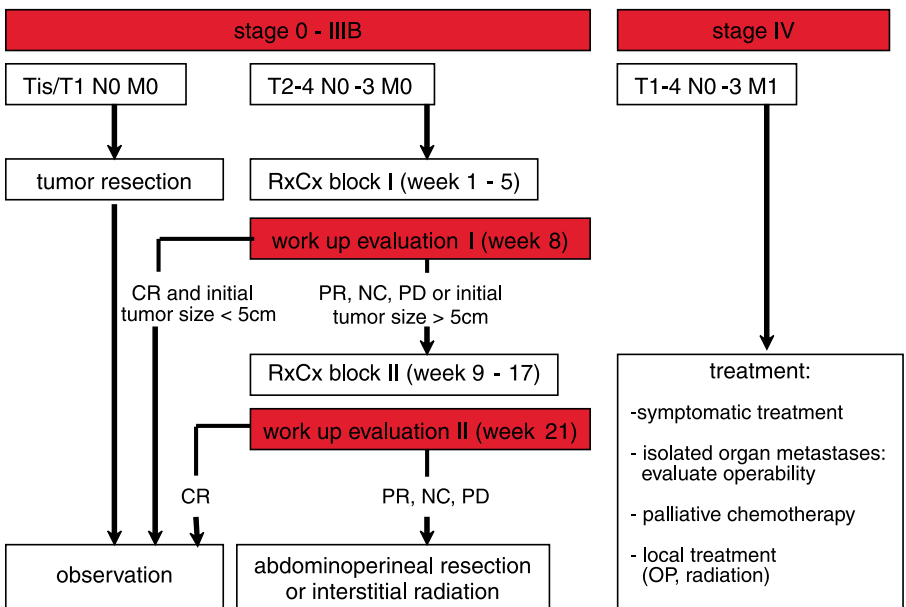 stage 0 - IIIB
stage IV
Tis/T1 N0 M0
T2-4 N0 -3 M0
T1-4 N0 -3 M1
tumor resection
RxCx block I (week 1 - 5)
work up evaluation I (week 8)
CR and initial
tumor size < 5cm
PR, NC, PD or initial
tumor size > 5cm
RxCx block II (week 9 - 17)
work up evaluation II (week 21)
CR
PR, NC, PD
observation
abdominoperineal resection
or interstitial radiation
treatment:
-symptomatic treatment
- isolated organ metastases:
evaluate operability
- palliative chemotherapy
- local treatment
(OP, radiation)